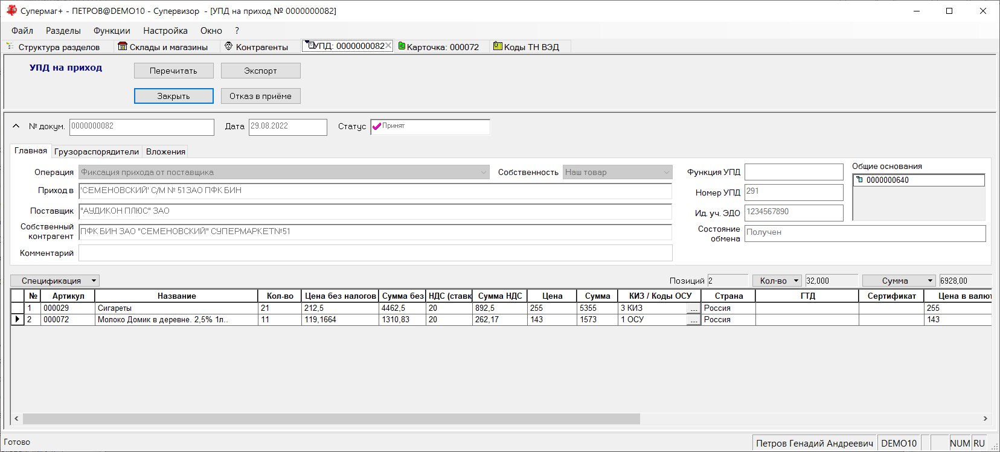 Супермаг+ - ПЕТРОВ@DEMO10 - Супервизор - [УПД на приход № 0000000082]
Файл Разделы Функции Настройка Окно ?
Структура разделов Склады и магазины Контрагенты УПД: 0000000082 Карточка: 000072 Коды ТН ВЭД
УПД на приход Перечитать Экспорт
Закрыть Отказ в приёме
№ докум. 0000000082 Дата 29.08.2022 Статус Принят
Главная Грузораспорядители Вложения
Общие основания
Операция Фиксация прихода от поставщика Собственность Наш товар Функция УПД
0000000640
Приход в "СЕМЕНОВСКИЙ" С/М № 51ЗАО ПФК БИН Номер УПД 291
Поставщик "АУДИКОН ПЛЮС" ЗАО Ид. уч. ЭДО 1234567890
Собственный контрагент ПФК БИН ЗАО "СЕМЕНОВСКИЙ" СУПЕРМАРКЕТ№51 Состояние обмена Получен
Комментарий
Спецификация Позиций 2 Кол-во 32,000 Сумма 6928,00
№ Артикул Название Кол-во Цена без налогов Сумма без НДС (ставк Сумма НДС Цена Сумма КИЗ / Коды ОСУ Страна ГТД Сертификат Цена в валют
1 000029 Сигареты 21 212,5 4462,5 20 892,5 255 5355 3 КИЗ ... Россия 255
2 000072 Молоко Домик в деревне. 2,5% 1л.. 11 119,1664 1310,83 20 262,17 143 1573 1 ОСУ ... Россия 143
Готово Петров Генадий Андреевич DEMO10 NUM RU